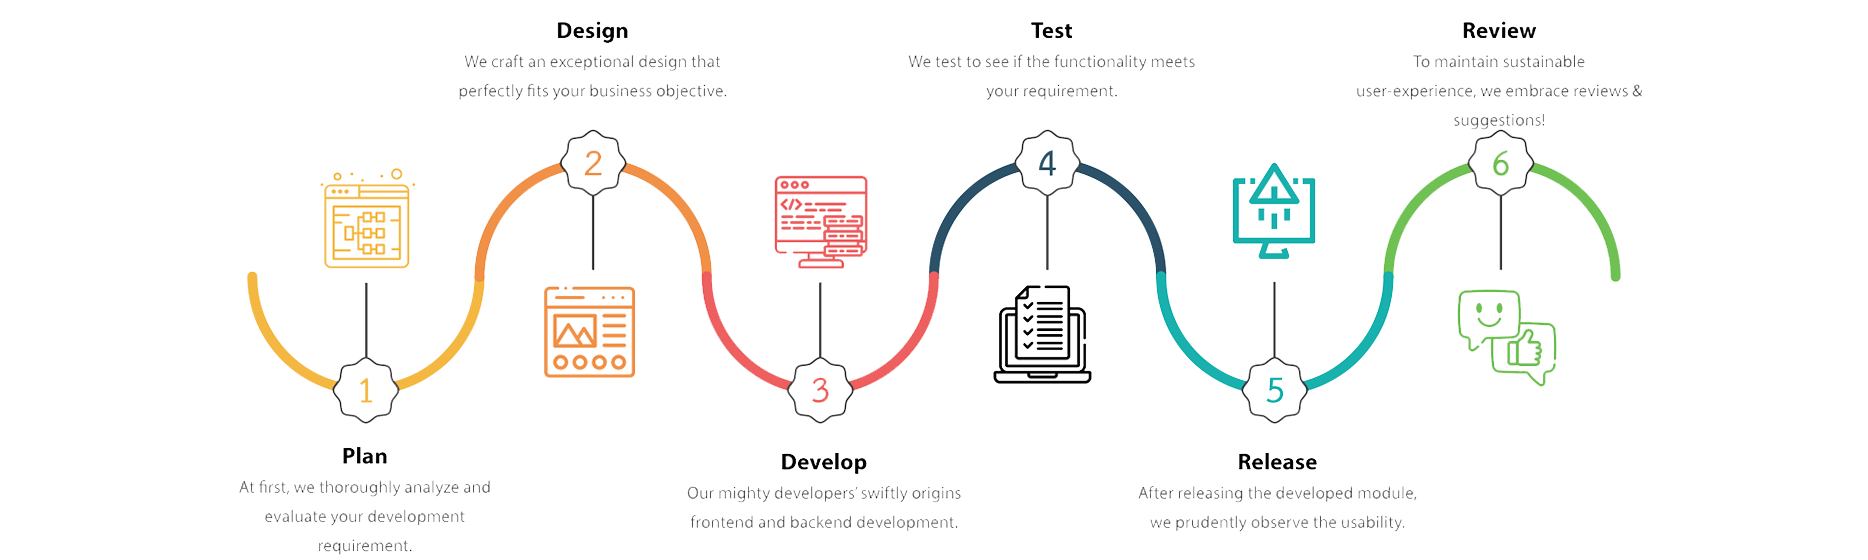 Design
We craft an exceptional design that
perfectly fits your business objective.
Test
We test to see if the functionality meets
your requirement.
Review
To maintain sustainable
user-experience, we embrace reviews &
suggestions!
2
4
6
</>
1
3
5
Plan
At first, we thoroughly analyze and
evaluate your development
requirement.
Develop
Our mighty developers’ swiftly origins
frontend and backend development.
Release
After releasing the developed module,
we prudently observe the usability.